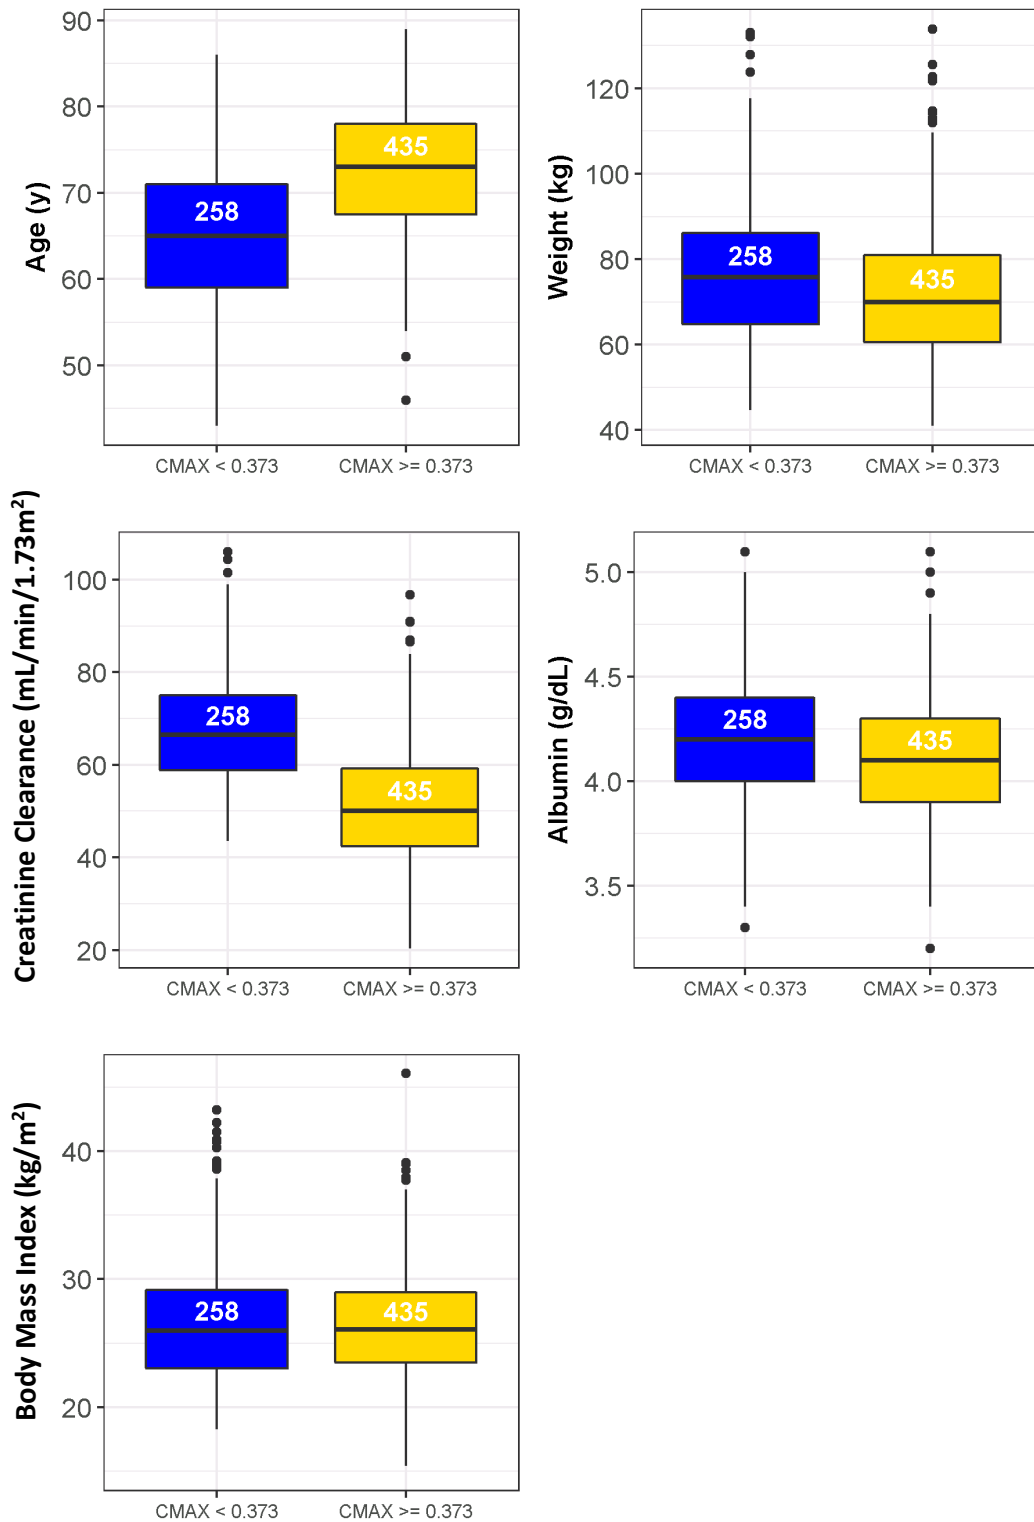 Age (y)
90
80
70
60
50
258
435
CMAX < 0.373
CMAX >= 0.373
Weight (kg)
120
100
80
60
40
258
435
CMAX < 0.373
CMAX >= 0.373
Creatinine Clearance (mL/min/1.73m²)
100
80
60
40
20
258
435
CMAX < 0.373
CMAX >= 0.373
Albumin (g/dL)
5.0
4.5
4.0
3.5
258
435
CMAX < 0.373
CMAX >= 0.373
Body Mass Index (kg/m²)
40
30
20
258
435
CMAX < 0.373
CMAX >= 0.373